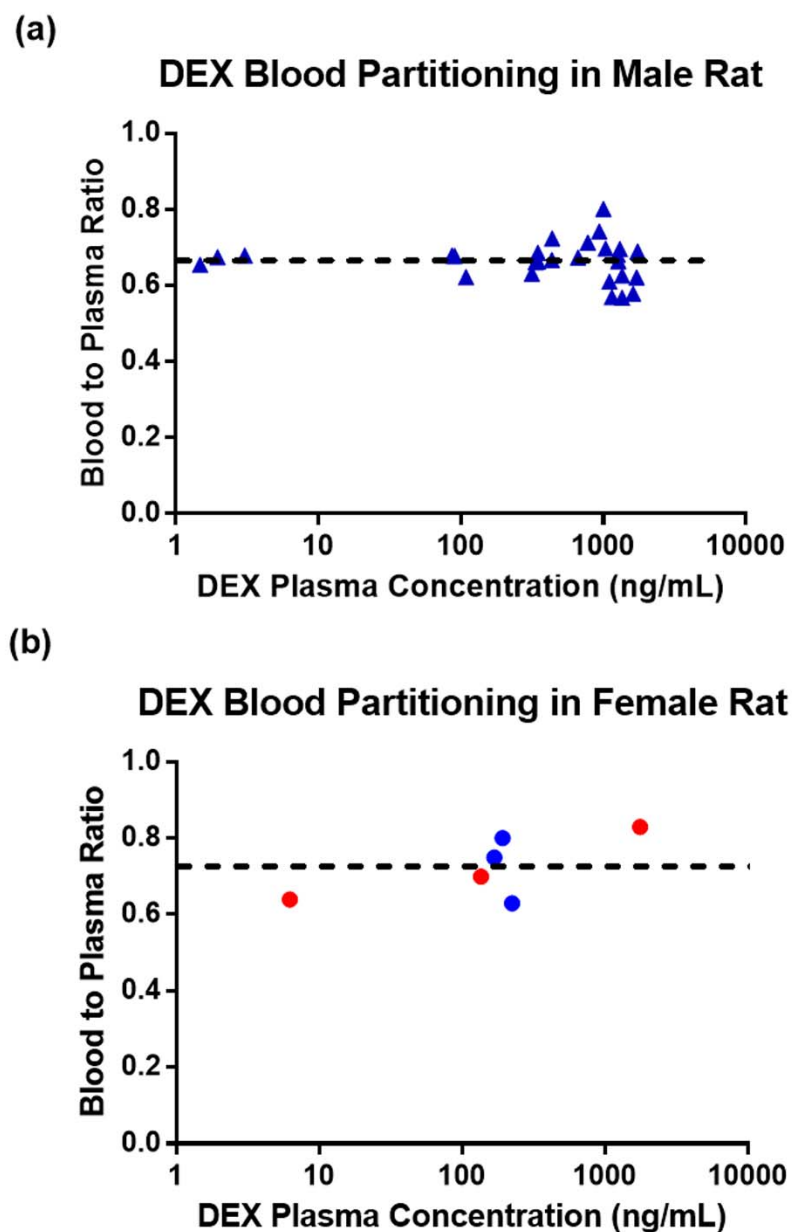 (a)
DEX Blood Partitioning in Male Rat
Blood to Plasma Ratio
1.0
0.8
0.6
0.4
0.2
0.0
1 10 100 1000 10000
DEX Plasma Concentration (ng/mL)
(b)
DEX Blood Partitioning in Female Rat
Blood to Plasma Ratio
1.0
0.8
0.6
0.4
0.2
0.0
1 10 100 1000 10000
DEX Plasma Concentration (ng/mL)